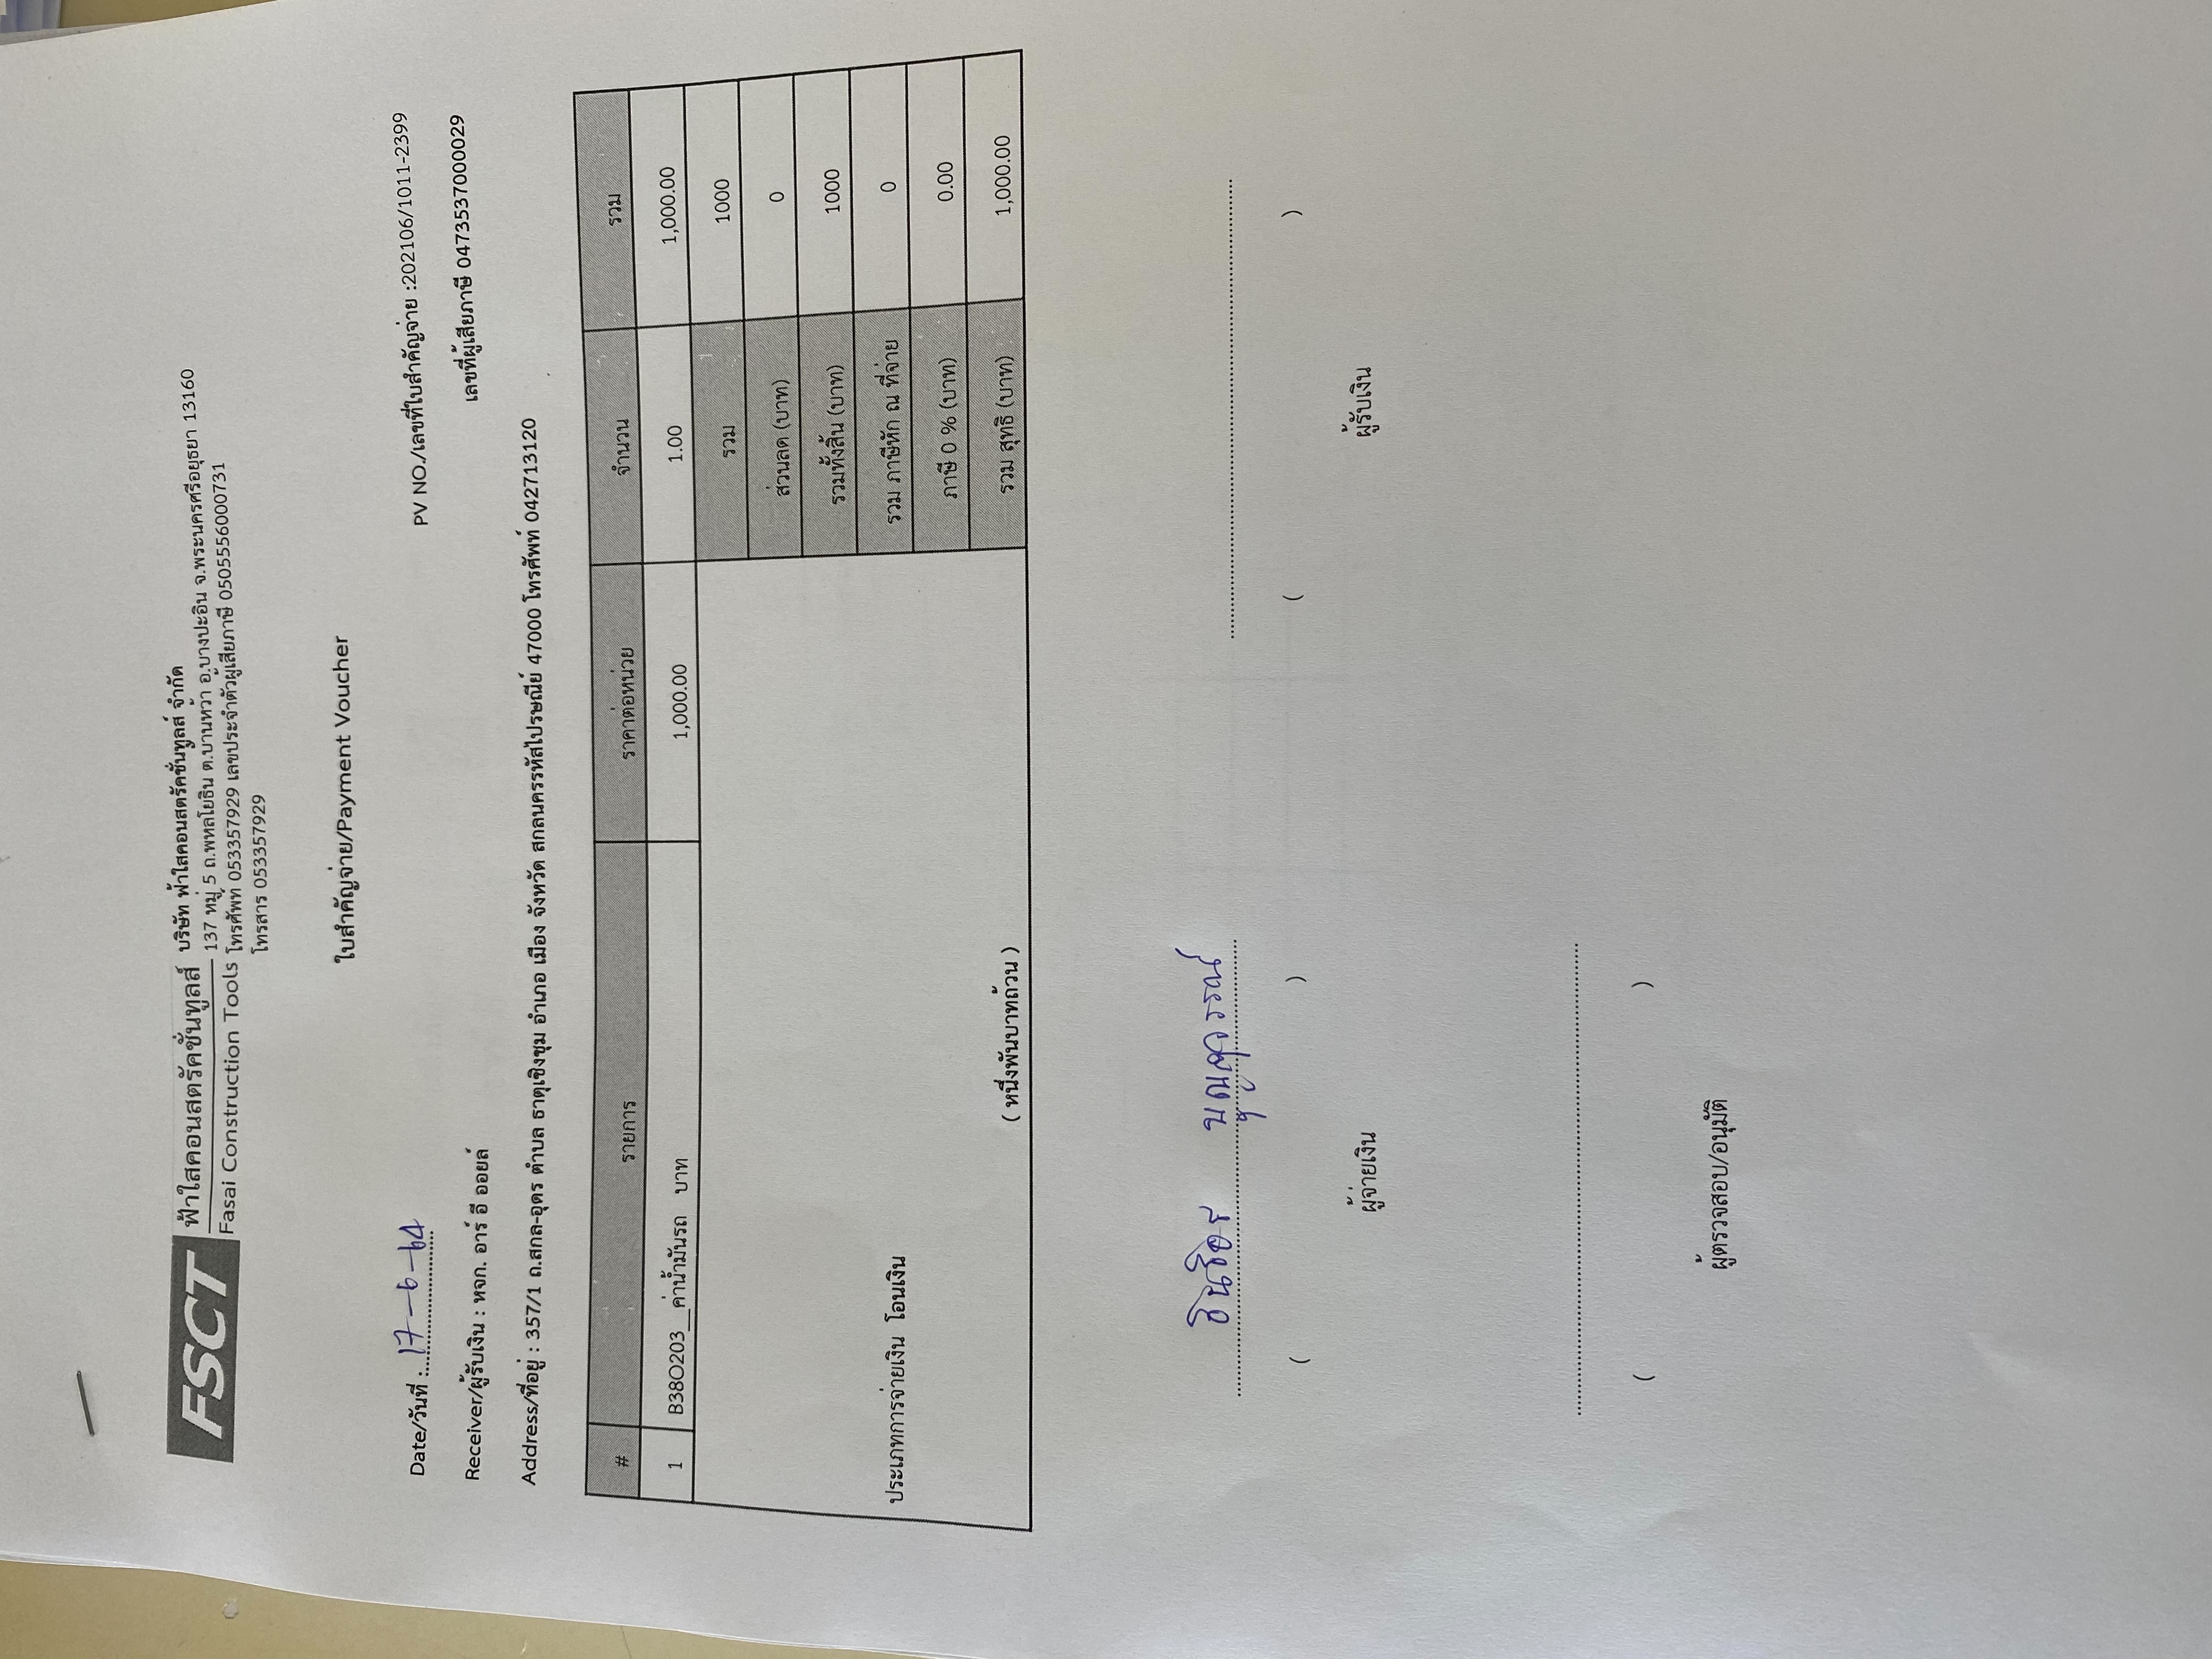 FSCT
ฟ้าใสคอนสตรัคชั่นทูลส์
Fasai Construction Tools
บริษัท ฟ้าใสคอนสตรัคชั่นทูลส์ จำกัด
137 หมู่ 5 ถ.พหลโยธิน ต.บ้านหว้า อ.บางปะอิน จ.พระนครศรีอยุธยา 13160
โทรศัพท์ 053357929 เลขประจำตัวผู้เสียภาษี 0505556000731
โทรสาร 053357929
ใบสำคัญจ่าย/Payment Voucher
Date/วันที่ : 17-6-64
PV NO./เลขที่ใบสำคัญจ่าย :202106/1011-2399
Receiver/ผู้รับเงิน : หจก. อาร์ อี ออยล์
เลขที่ผู้เสียภาษี 0473537000029
Address/ที่อยู่ : 357/1 ถ.สกล-อุดร ตำบล ธาตุเชิงชุม อำเภอ เมือง จังหวัด สกลนครรหัสไปรษณีย์ 47000 โทรศัพท์ 042713120
# รายการ ราคาต่อหน่วย จำนวน รวม
1 B38O203__ค่าน้ำมันรถ บาท 1,000.00 1.00 1,000.00
รวม 1000
ส่วนลด (บาท) 0
รวมทั้งสิ้น (บาท) 1000
ประเภทการจ่ายเงิน โอนเงิน
รวม ภาษีหัก ณ ที่จ่าย 0
ภาษี 0 % (บาท) 0.00
( หนึ่งพันบาทถ้วน )
รวม สุทธิ (บาท) 1,000.00
( )
( )
ผู้จ่ายเงิน
ผู้รับเงิน
( )
ผู้ตรวจสอบ/อนุมัติ